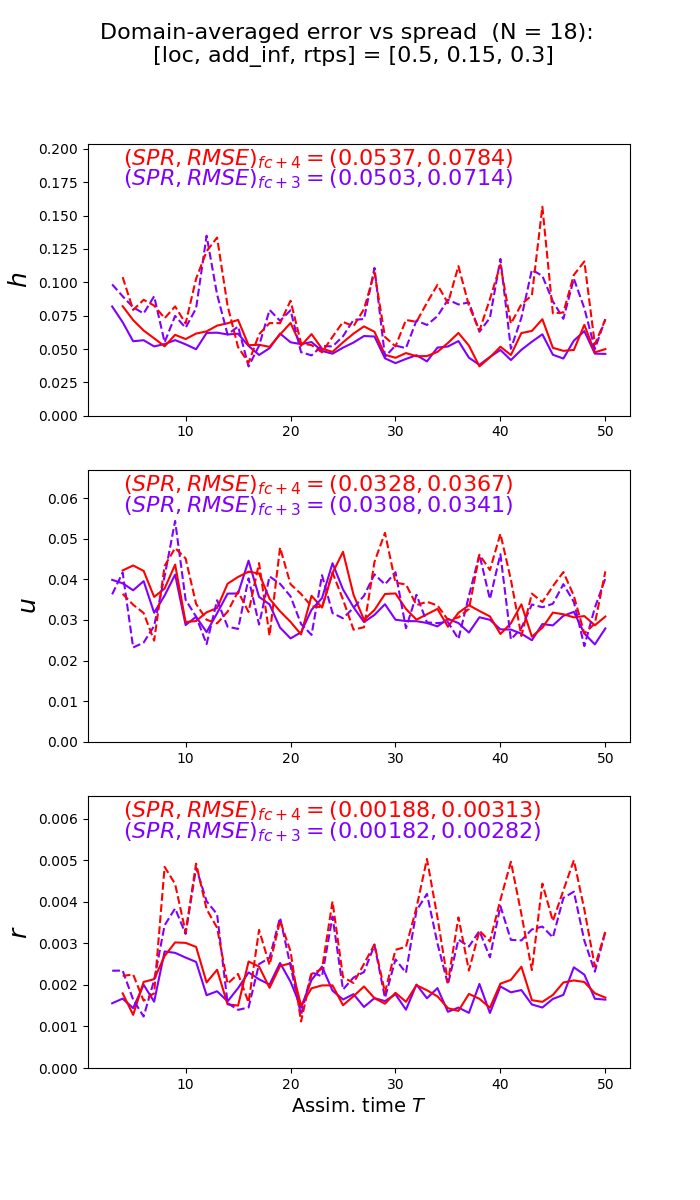 Domain-averaged error vs spread (N = 18):
[loc, add_inf, rtps] = [0.5, 0.15, 0.3]
(SPR, RMSE)fc+4 = (0.0537, 0.0784)
(SPR, RMSE)fc+3 = (0.0503, 0.0714)
h
0.200
0.175
0.150
0.125
0.100
0.075
0.050
0.025
0.000
10 20 30 40 50
(SPR, RMSE)fc+4 = (0.0328, 0.0367)
(SPR, RMSE)fc+3 = (0.0308, 0.0341)
u
0.06
0.05
0.04
0.03
0.02
0.01
0.00
10 20 30 40 50
(SPR, RMSE)fc+4 = (0.00188, 0.00313)
(SPR, RMSE)fc+3 = (0.00182, 0.00282)
r
0.006
0.005
0.004
0.003
0.002
0.001
0.000
10 20 30 40 50
Assim. time T